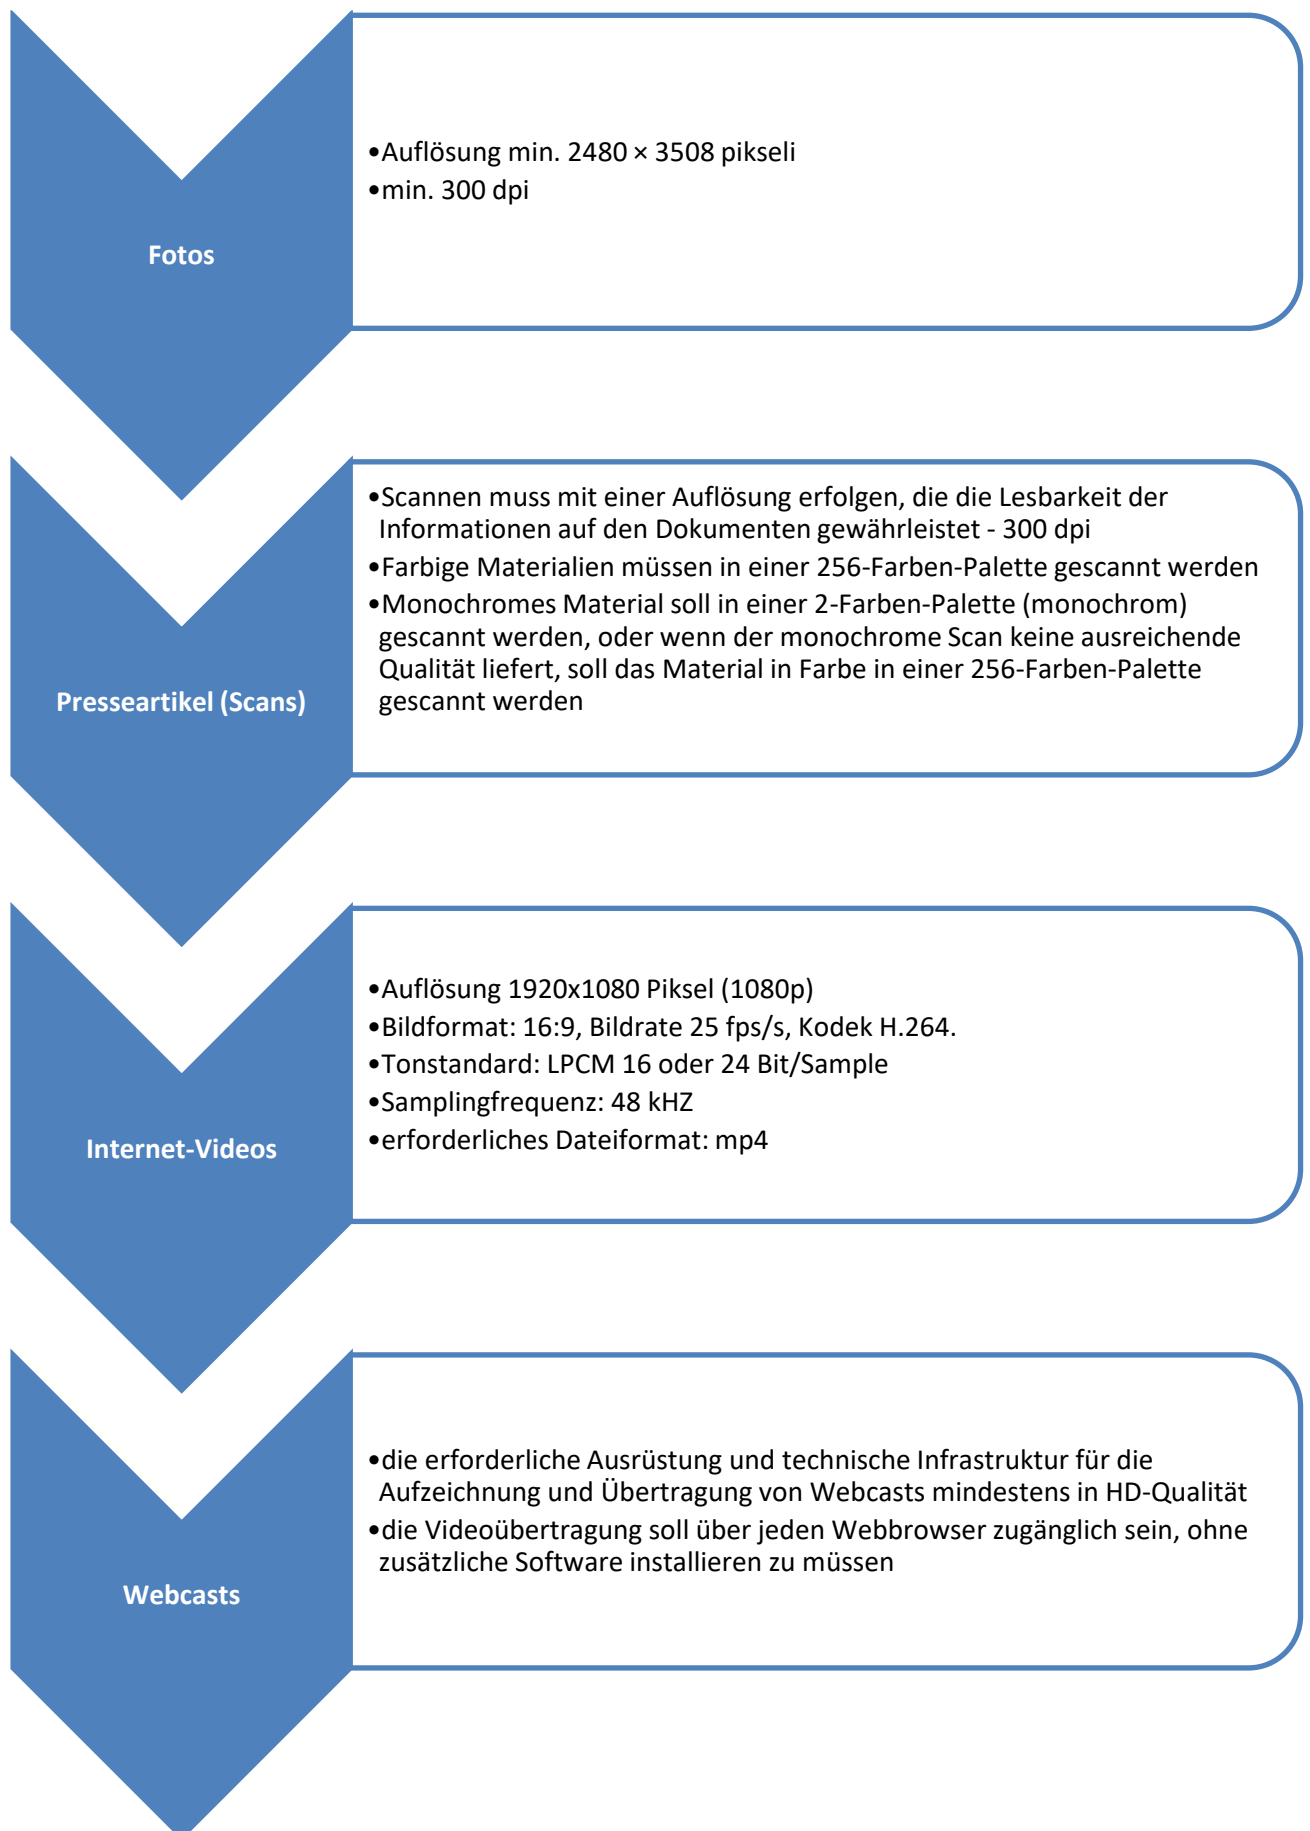 Fotos
•Auflösung min. 2480 × 3508 pikseli
•min. 300 dpi
Presseartikel (Scans)
•Scannen muss mit einer Auflösung erfolgen, die die Lesbarkeit der
Informationen auf den Dokumenten gewährleistet - 300 dpi
•Farbige Materialien müssen in einer 256-Farben-Palette gescannt werden
•Monochromes Material soll in einer 2-Farben-Palette (monochrom)
gescannt werden, oder wenn der monochrome Scan keine ausreichende
Qualität liefert, soll das Material in Farbe in einer 256-Farben-Palette
gescannt werden
Internet-Videos
•Auflösung 1920x1080 Piksel (1080p)
•Bildformat: 16:9, Bildrate 25 fps/s, Kodek H.264.
•Tonstandard: LPCM 16 oder 24 Bit/Sample
•Samplingfrequenz: 48 kHZ
•erforderliches Dateiformat: mp4
Webcasts
•die erforderliche Ausrüstung und technische Infrastruktur für die
Aufzeichnung und Übertragung von Webcasts mindestens in HD-Qualität
•die Videoübertragung soll über jeden Webbrowser zugänglich sein, ohne
zusätzliche Software installieren zu müssen